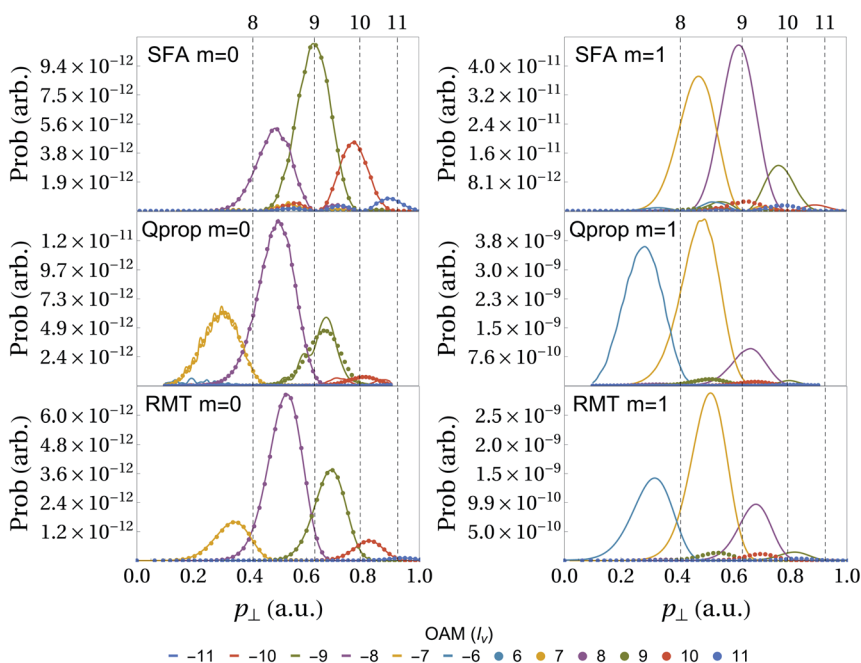 8 9 10 11
8 9 10 11
SFA m=0
9.4 × 10⁻¹²
7.5 × 10⁻¹²
5.6 × 10⁻¹²
3.8 × 10⁻¹²
1.9 × 10⁻¹²
Prob (arb.)
SFA m=1
4.0 × 10⁻¹¹
3.2 × 10⁻¹¹
2.4 × 10⁻¹¹
1.6 × 10⁻¹¹
8.1 × 10⁻¹²
Prob (arb.)
Qprop m=0
1.2 × 10⁻¹¹
9.7 × 10⁻¹²
7.3 × 10⁻¹²
4.9 × 10⁻¹²
2.4 × 10⁻¹²
Prob (arb.)
Qprop m=1
3.8 × 10⁻⁹
3.0 × 10⁻⁹
2.3 × 10⁻⁹
1.5 × 10⁻⁹
7.6 × 10⁻¹⁰
Prob (arb.)
RMT m=0
6.0 × 10⁻¹²
4.8 × 10⁻¹²
3.6 × 10⁻¹²
2.4 × 10⁻¹²
1.2 × 10⁻¹²
Prob (arb.)
RMT m=1
2.5 × 10⁻⁹
2.0 × 10⁻⁹
1.5 × 10⁻⁹
9.9 × 10⁻¹⁰
5.0 × 10⁻¹⁰
Prob (arb.)
0.0 0.2 0.4 0.6 0.8 1.0
0.0 0.2 0.4 0.6 0.8 1.0
p⊥ (a.u.)
p⊥ (a.u.)
OAM (lᵥ)
−11 −10 −9 −8 −7 −6 6 7 8 9 10 11